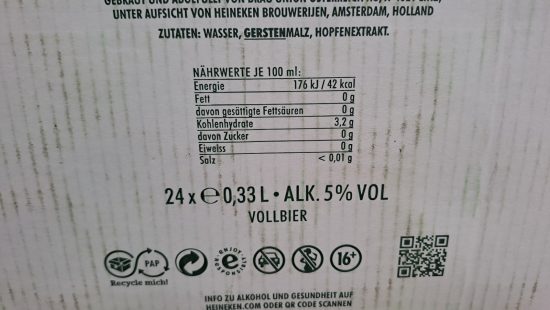 UNTER AUFSICHT VON HEINEKEN BROUWERIJEN, AMSTERDAM, HOLLAND
ZUTATEN: WASSER, GERSTENMALZ, HOPFENEXTRAKT.
NÄHRWERTE JE 100 ml:
Energie 176 kJ / 42 kcal
Fett 0 g
davon gesättigte Fettsäuren 0 g
Kohlenhydrate 3,2 g
davon Zucker 0 g
Eiweiss 0 g
Salz < 0,01 g
24 x ℮ 0,33 L • ALK. 5% VOL
VOLLBIER
PAP
ENJOY RESPONSIBLY
16+
Recycle mich!
INFO ZU ALKOHOL UND GESUNDHEIT AUF
HEINEKEN.COM ODER QR CODE SCANNEN